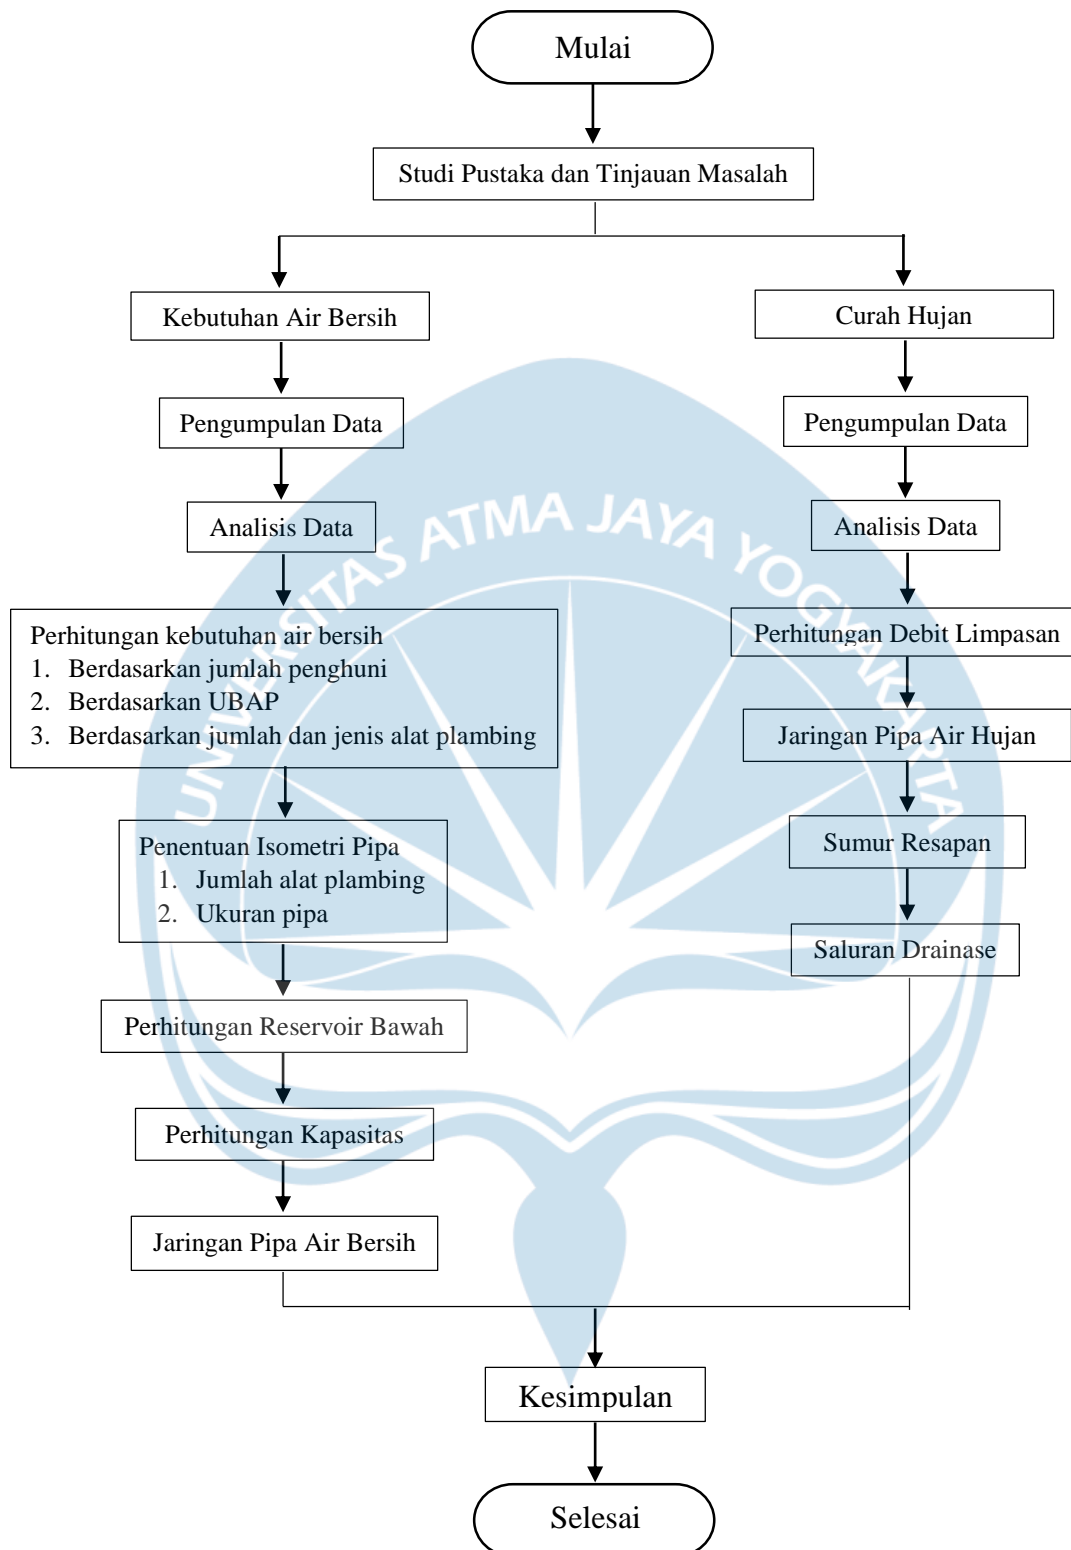 Mulai
Studi Pustaka dan Tinjauan Masalah
Kebutuhan Air Bersih
Pengumpulan Data
Analisis Data
Perhitungan kebutuhan air bersih
1. Berdasarkan jumlah penghuni
2. Berdasarkan UBAP
3. Berdasarkan jumlah dan jenis alat plambing
Penentuan Isometri Pipa
1. Jumlah alat plambing
2. Ukuran pipa
Perhitungan Reservoir Bawah
Perhitungan Kapasitas
Jaringan Pipa Air Bersih
Curah Hujan
Pengumpulan Data
Analisis Data
Perhitungan Debit Limpasan
Jaringan Pipa Air Hujan
Sumur Resapan
Saluran Drainase
Kesimpulan
Selesai
UNIVERSITAS ATMA JAYA YOGYAKARTA